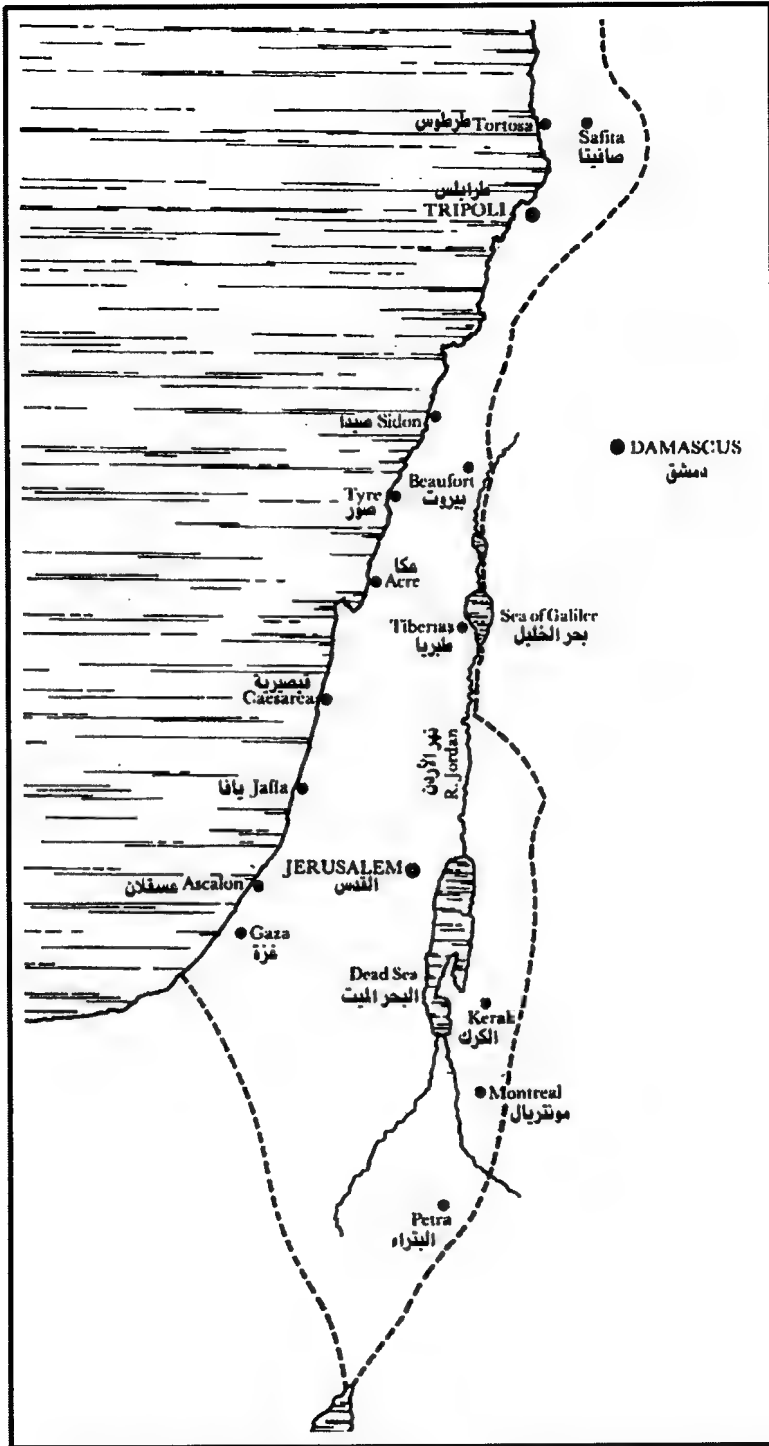 طرطوس Tortosa
Safita
صافيتا
طرابلس
TRIPOLI
صيدا Sidon
DAMASCUS
دمشق
Beaufort
بيروت
Tyre
صور
عكا
Acre
Tiberias
طبريا
Sea of Galilee
بحر الخليل
قيصيرية
Caesarea
نهر الأردن
R. Jordan
يافا Jaffa
JERUSALEM
القدس
عسقلان Ascalon
Gaza
غزة
Dead Sea
البحر الميت
Kerak
الكرك
Montreal
مونتريال
Petra
البتراء